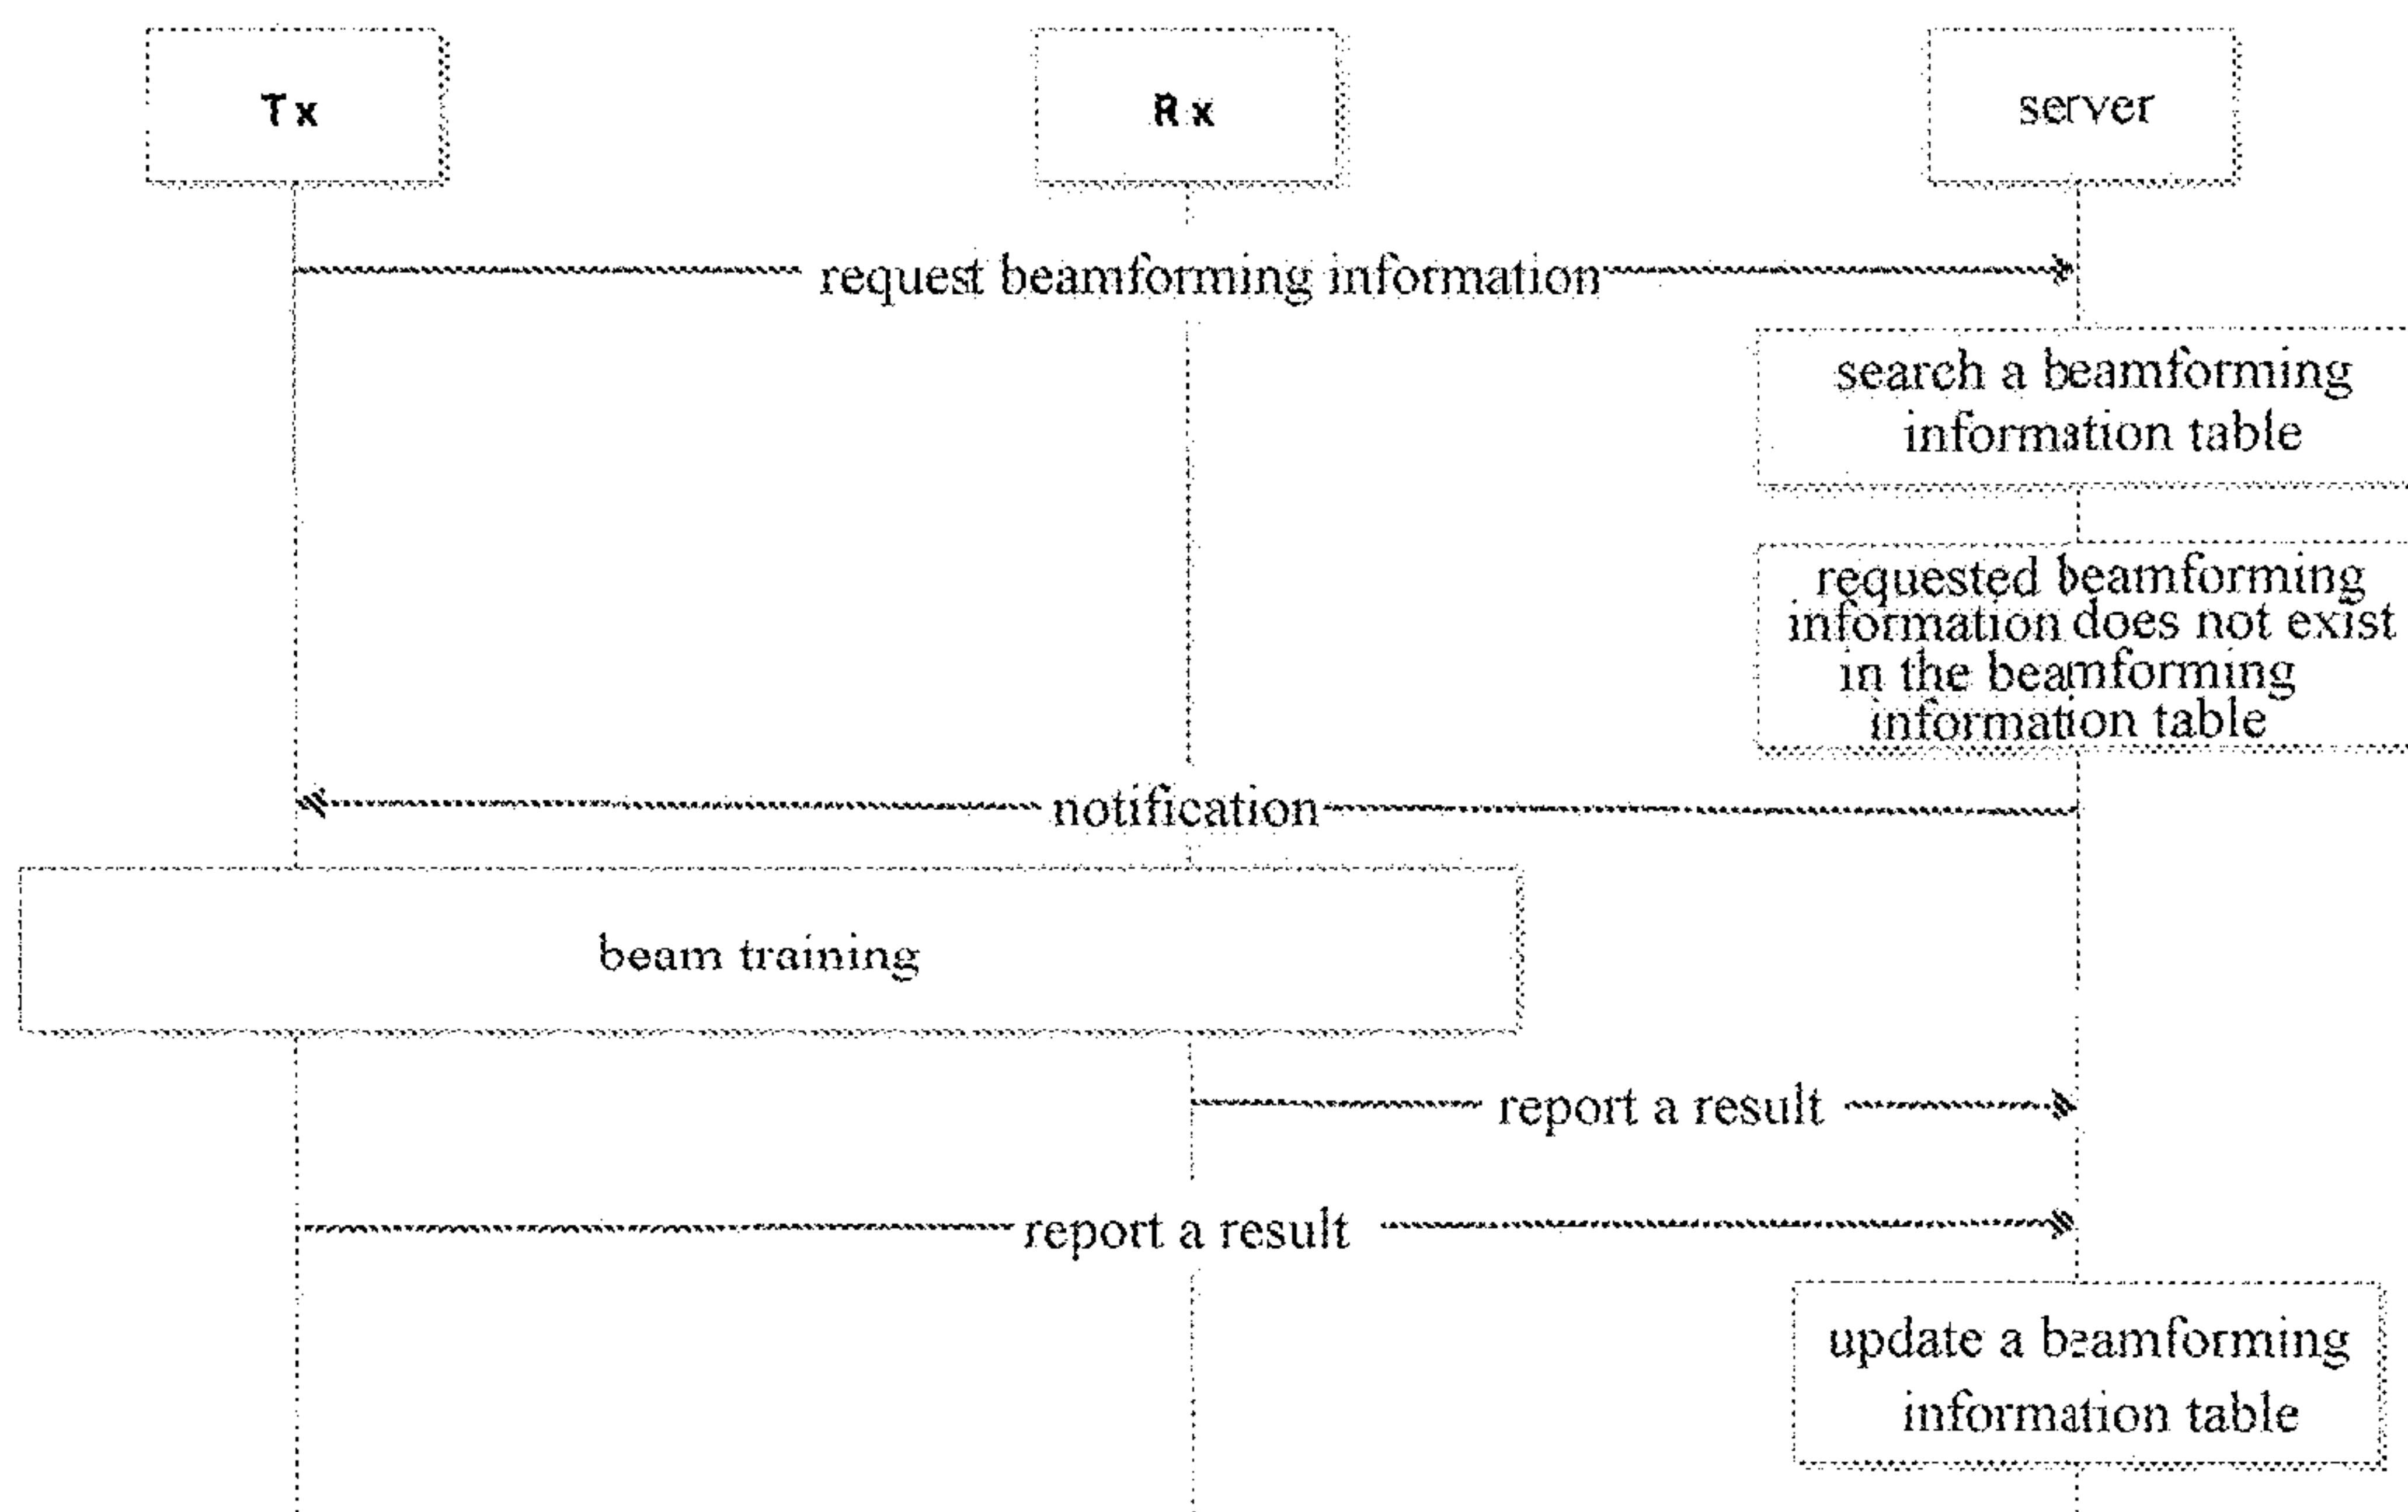 Tx
Rx
server
request beamforming information
search a beamforming
information table
requested beamforming
information does not exist
in the beamforming
information table
notification
beam training
report a result
report a result
update a beamforming
information table